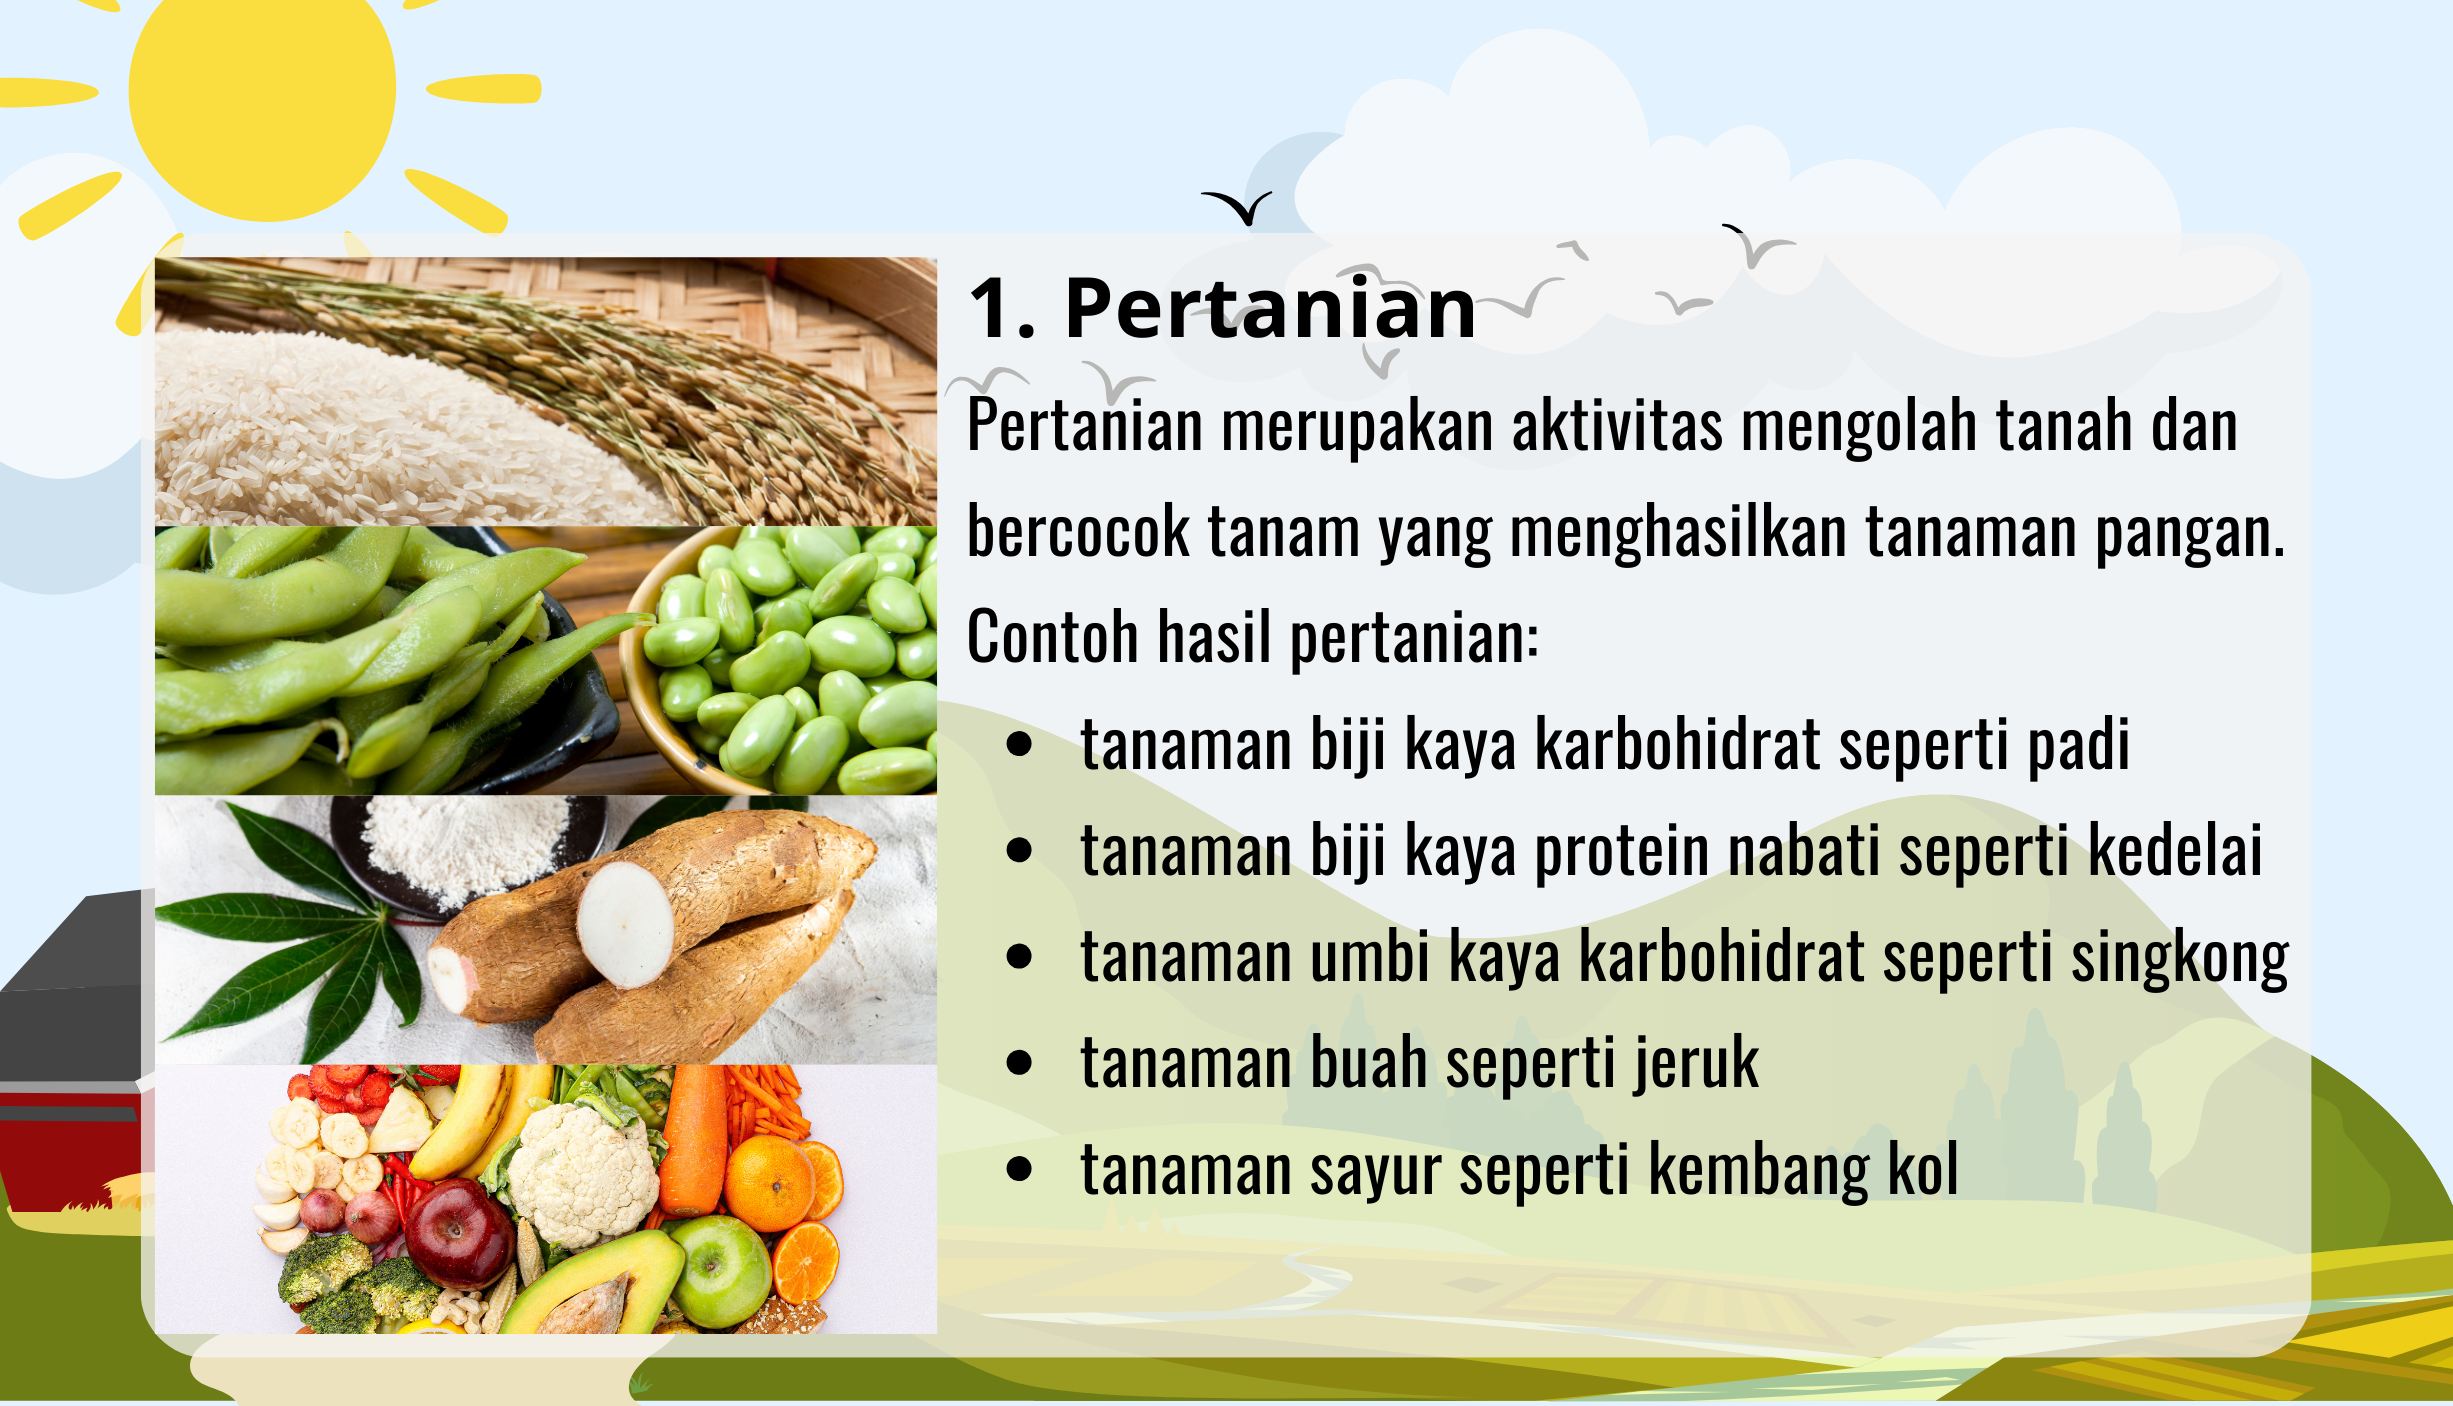 1. Pertanian
Pertanian merupakan aktivitas mengolah tanah dan
bercocok tanam yang menghasilkan tanaman pangan.
Contoh hasil pertanian:
• tanaman biji kaya karbohidrat seperti padi
• tanaman biji kaya protein nabati seperti kedelai
• tanaman umbi kaya karbohidrat seperti singkong
• tanaman buah seperti jeruk
• tanaman sayur seperti kembang kol